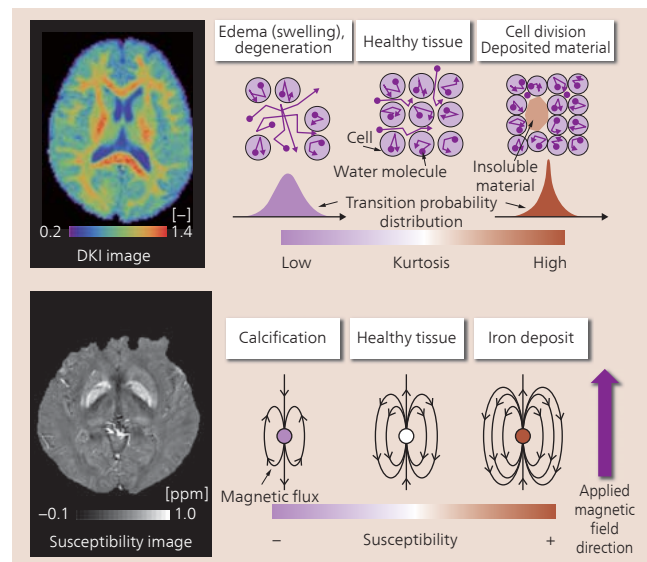 Edema (swelling),
degeneration
Healthy tissue
Cell division
Deposited material
Cell
Water molecule
Insoluble
material
Transition probability
distribution
[–]
0.2
1.4
DKI image
Low
Kurtosis
High
Calcification
Healthy tissue
Iron deposit
Magnetic flux
[ppm]
–0.1
1.0
Susceptibility image
–
Susceptibility
+
Applied
magnetic
field
direction